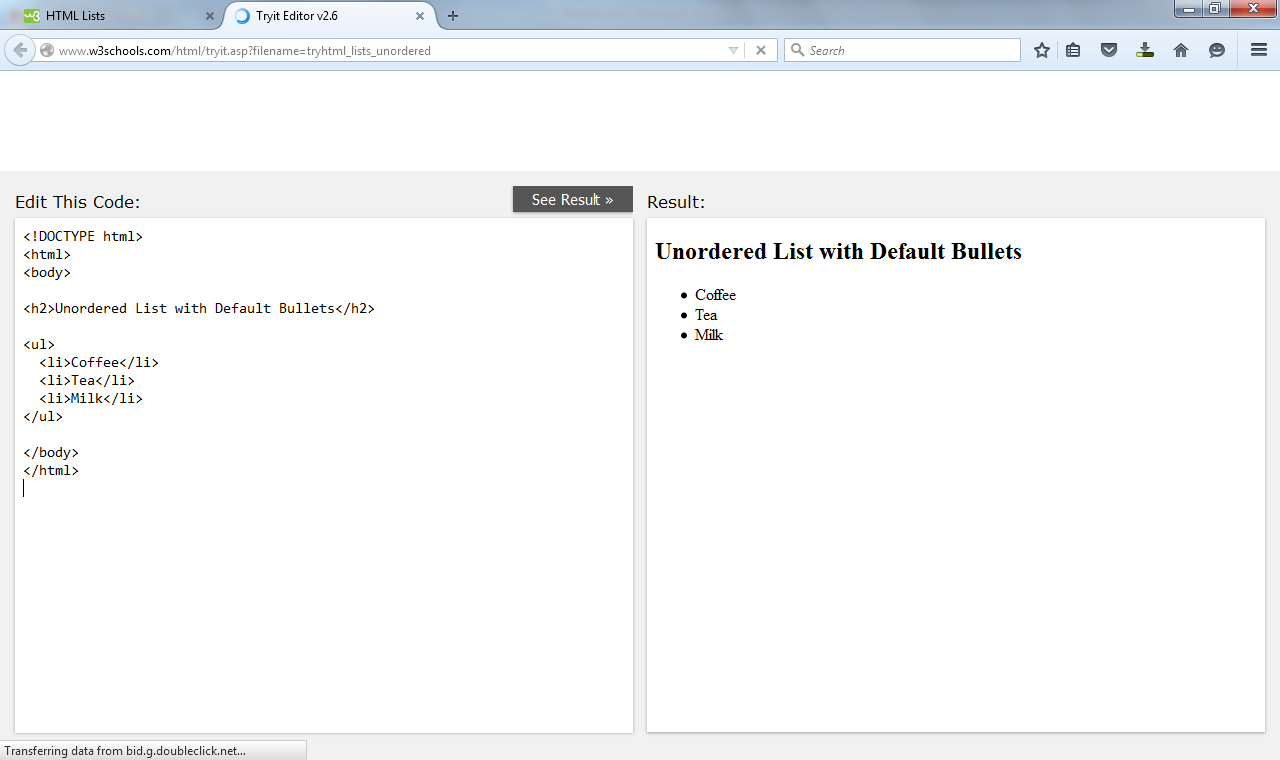 HTML Lists
Tryit Editor v2.6
www.w3schools.com/html/tryit.asp?filename=tryhtml_lists_unordered
Search
Edit This Code:
See Result »
Result:
<!DOCTYPE html>
<html>
<body>
<h2>Unordered List with Default Bullets</h2>
<ul>
<li>Coffee</li>
<li>Tea</li>
<li>Milk</li>
</ul>
</body>
</html>
Unordered List with Default Bullets
Coffee
Tea
Milk
Transferring data from bid.g.doubleclick.net...